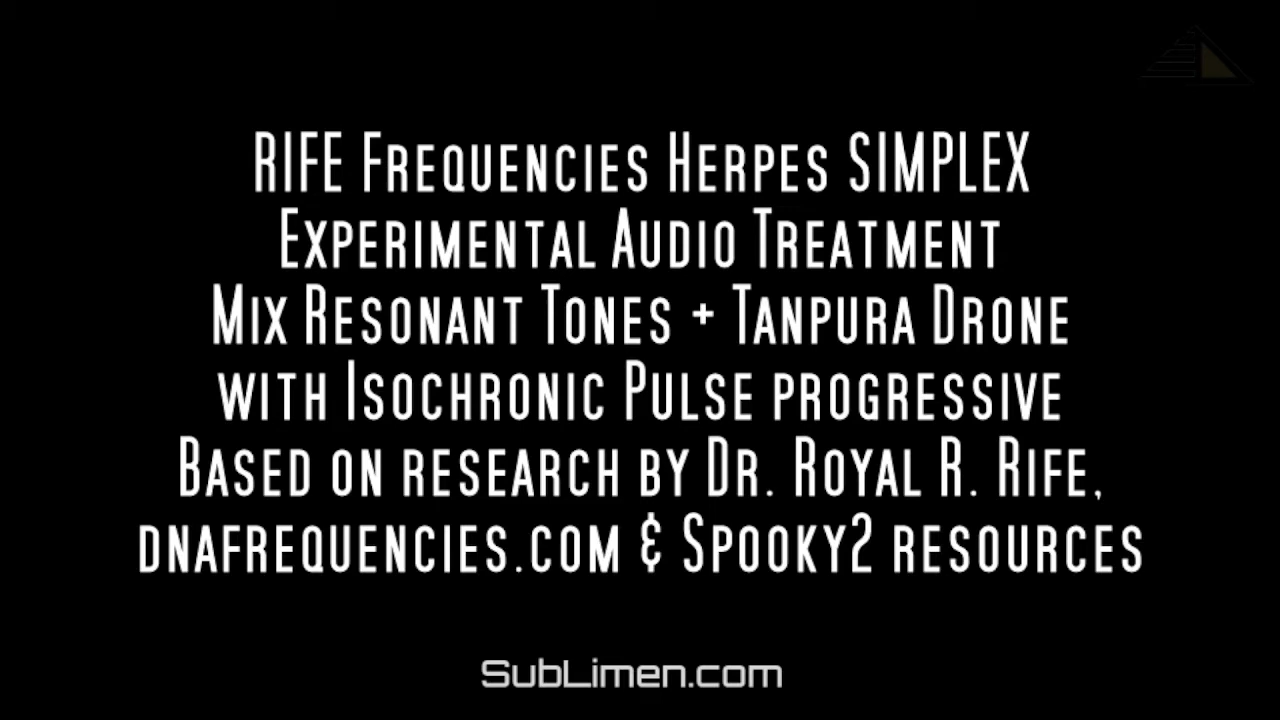 RIFE Frequencies Herpes SIMPLEX
Experimental Audio Treatment
Mix Resonant Tones + Tanpura Drone
with Isochronic Pulse progressive
Based on research by Dr. Royal R. Rife,
dnafrequencies.com & Spooky2 resources
SubLimen.com